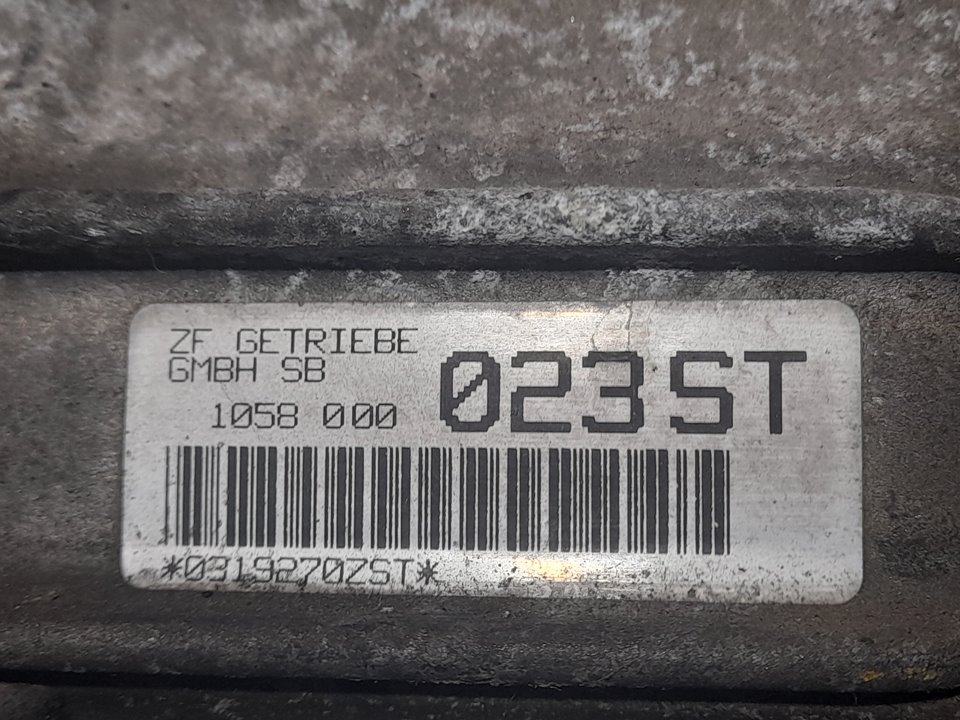 ZF GETRIEBE
GMBH SB
1058 000
023ST
*0319270ZST*